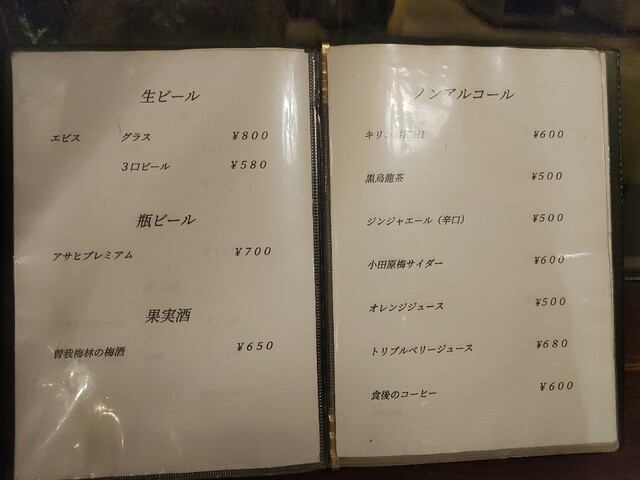 生ビール
エビス グラス ¥800
3口ビール ¥580
瓶ビール
アサヒプレミアム ¥700
果実酒
曽我梅林の梅酒 ¥650
ノンアルコール
キリン ¥600
黒烏龍茶 ¥500
ジンジャエール（辛口） ¥500
小田原梅サイダー ¥600
オレンジジュース ¥500
トリプルベリージュース ¥680
食後のコーヒー ¥600